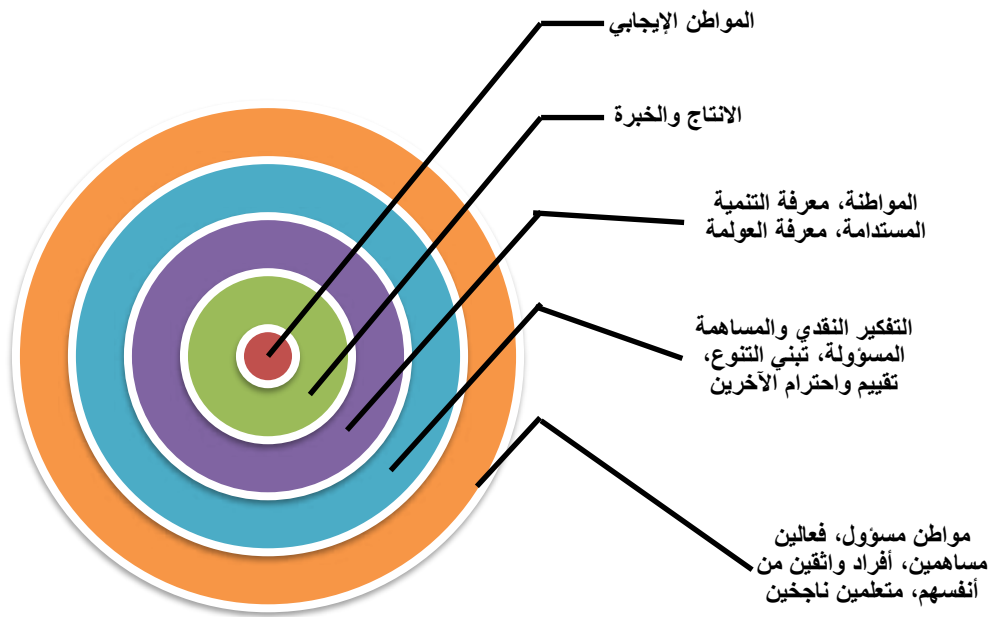 المواطن الإيجابي
الانتاج والخبرة
المواطنة، معرفة التنمية
المستدامة، معرفة العولمة
التفكير النقدي والمساهمة
المسؤولة، تبني التنوع،
تقييم واحترام الآخرين
مواطن مسؤول، فعالين
مساهمين، أفراد واثقين من
أنفسهم، متعلمين ناجخين